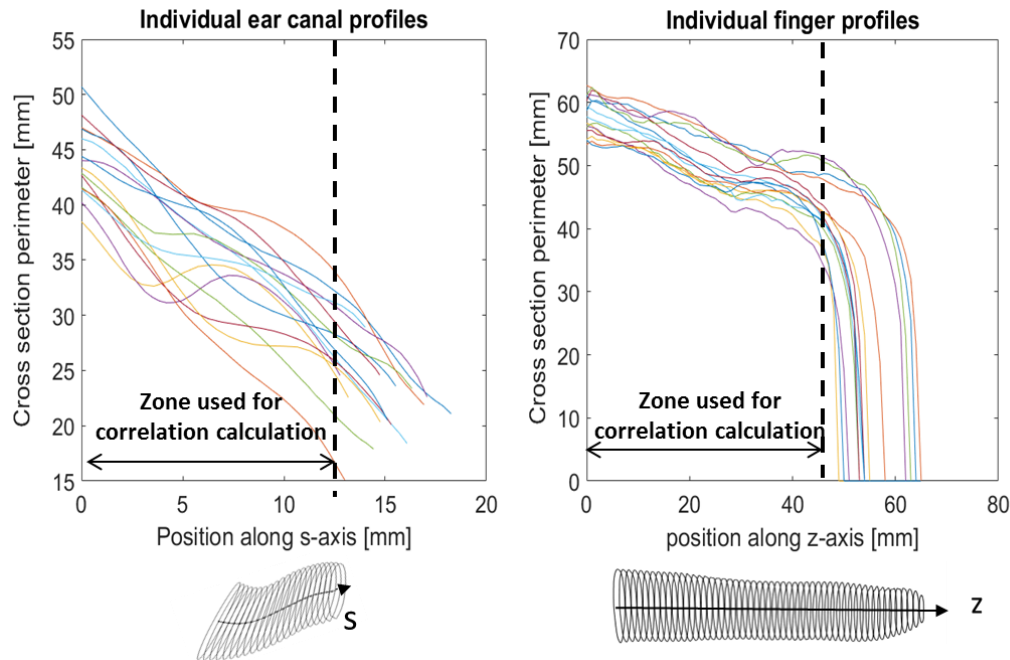 Individual ear canal profiles
55
50
45
40
35
30
25
20
15
Cross section perimeter [mm]
Zone used for
correlation calculation
0
5
10
15
20
Position along s-axis [mm]
S
Individual finger profiles
70
60
50
40
30
20
10
0
Cross section perimeter [mm]
Zone used for
correlation calculation
0
20
40
60
80
position along z-axis [mm]
Z